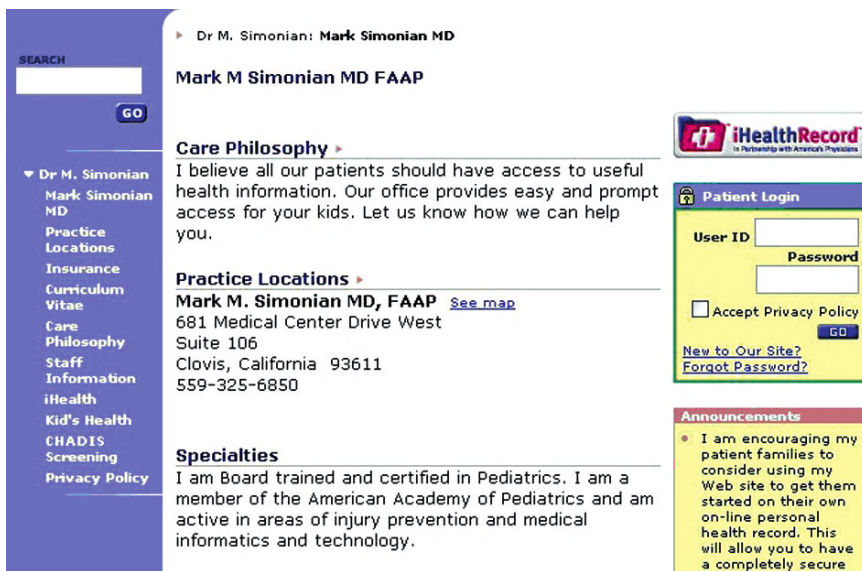 Dr M. Simonian: Mark Simonian MD
SEARCH
GO
Dr M. Simonian
Mark Simonian
MD
Practice
Locations
Insurance
Curriculum
Vitae
Care
Philosophy
Staff
Information
iHealth
Kid's Health
CHADIS
Screening
Privacy Policy
Mark M Simonian MD FAAP
Care Philosophy
I believe all our patients should have access to useful
health information. Our office provides easy and prompt
access for your kids. Let us know how we can help
you.
Practice Locations
Mark M. Simonian MD, FAAP See map
681 Medical Center Drive West
Suite 106
Clovis, California 93611
559-325-6850
Specialties
I am Board trained and certified in Pediatrics. I am a
member of the American Academy of Pediatrics and am
active in areas of injury prevention and medical
informatics and technology.
iHealthRecord
In Partnership with America's Physicians
Patient Login
User ID
Password
Accept Privacy Policy
GO
New to Our Site?
Forgot Password?
Announcements
I am encouraging my
patient families to
consider using my
Web site to get them
started on their own
on-line personal
health record. This
will allow you to have
a completely secure